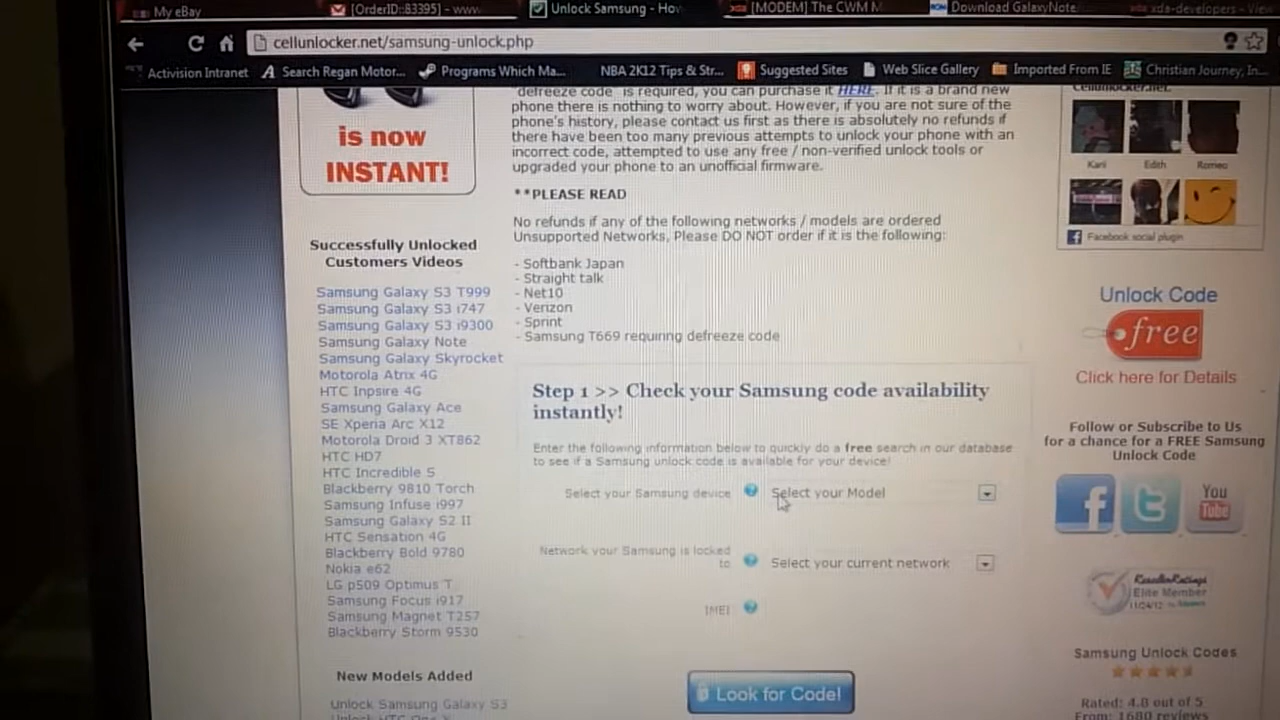 My eBay
[OrderID::83395] - www
Unlock Samsung - Hov
[MODEM] The CWM M
Download GalaxyNote
xda-developers - View
cellunlocker.net/samsung-unlock.php
Activision Intranet
Search Regan Motor...
Programs Which Ma...
NBA 2K12 Tips & Str...
Suggested Sites
Web Slice Gallery
Imported From IE
Christian Journey, In...
is now
INSTANT!
Successfully Unlocked
Customers Videos
Samsung Galaxy S3 T999
Samsung Galaxy S3 i747
Samsung Galaxy S3 i9300
Samsung Galaxy Note
Samsung Galaxy Skyrocket
Motorola Atrix 4G
HTC Inpsire 4G
Samsung Galaxy Ace
SE Xperia Arc X12
Motorola Droid 3 XT862
HTC HD7
HTC Incredible S
Blackberry 9810 Torch
Samsung Infuse i997
Samsung Galaxy S2 II
HTC Sensation 4G
Blackberry Bold 9780
Nokia e62
LG p509 Optimus T
Samsung Focus i917
Samsung Magnet T257
Blackberry Storm 9530
New Models Added
Unlock Samsung Galaxy S3
"defreeze code" is required, you can purchase it HERE. If it is a brand new
phone there is nothing to worry about. However, if you are not sure of the
phone's history, please contact us first as there is absolutely no refunds if
there have been too many previous attempts to unlock your phone with an
incorrect code, attempted to use any free / non-verified unlock tools or
upgraded your phone to an unofficial firmware.
**PLEASE READ
No refunds if any of the following networks / models are ordered
Unsupported Networks, Please DO NOT order if it is the following:
- Softbank Japan
- Straight talk
- Net10
- Verizon
- Sprint
- Samsung T669 requiring defreeze code
Step 1 >> Check your Samsung code availability
instantly!
Enter the following information below to quickly do a free search in our database
to see if a Samsung unlock code is available for your device!
Select your Samsung device
Select your Model
Network your Samsung is locked
to
Select your current network
IMEI
Look for Code!
Cellunlocker.net.
Kari
Edith
Romeo
Facebook social plugin
Unlock Code
free
Click here for Details
Follow or Subscribe to Us
for a chance for a FREE Samsung
Unlock Code
You
Tube
ResellerRatings
Elite Member
11/24/12
Samsung Unlock Codes
Rated: 4.8 out of 5
From: 1680 reviews